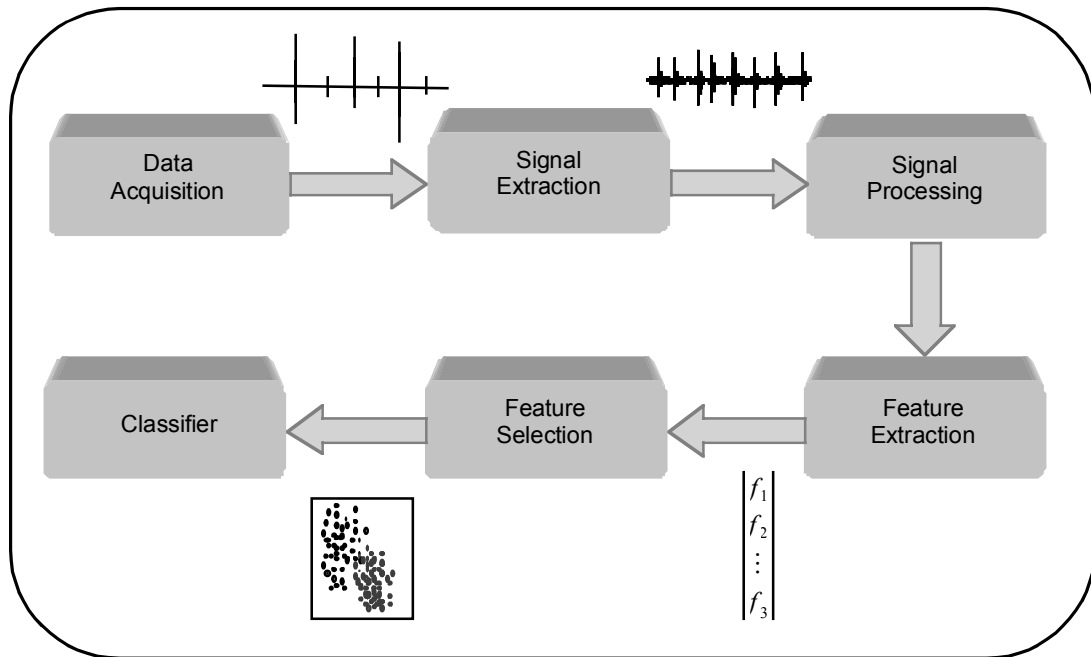 Data
Acquisition
Signal
Extraction
Signal
Processing
Feature
Extraction
Feature
Selection
Classifier
f1
f2
⋮
f3